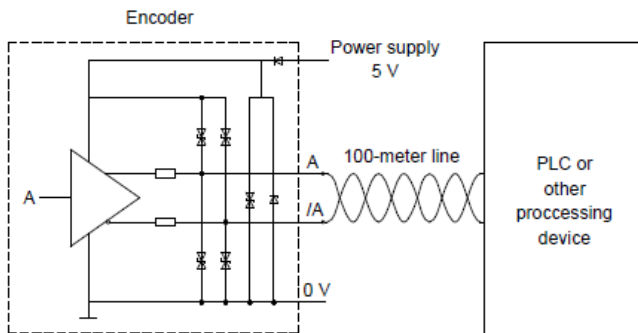 Encoder
Power supply
5 V
A
100-meter line
A
/A
0 V
PLC or
other
proccessing
device